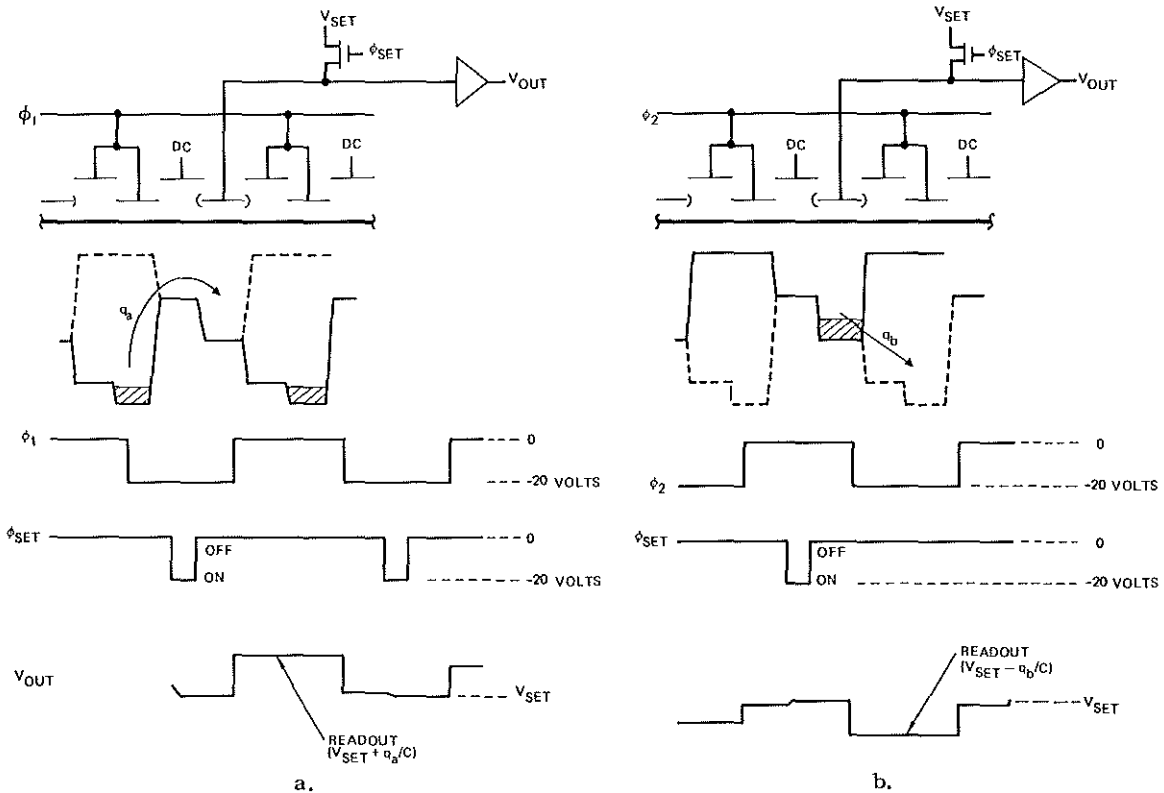 V_SET
ϕ_SET
V_OUT
ϕ_1
DC
DC
q_a
ϕ_1
0
-20 VOLTS
ϕ_SET
OFF
ON
0
-20 VOLTS
V_OUT
V_SET
READOUT
(V_SET + q_a/C)
a.
V_SET
ϕ_SET
V_OUT
ϕ_2
DC
DC
q_b
ϕ_2
0
-20 VOLTS
ϕ_SET
OFF
ON
0
-20 VOLTS
READOUT
(V_SET – q_b/C)
V_SET
b.